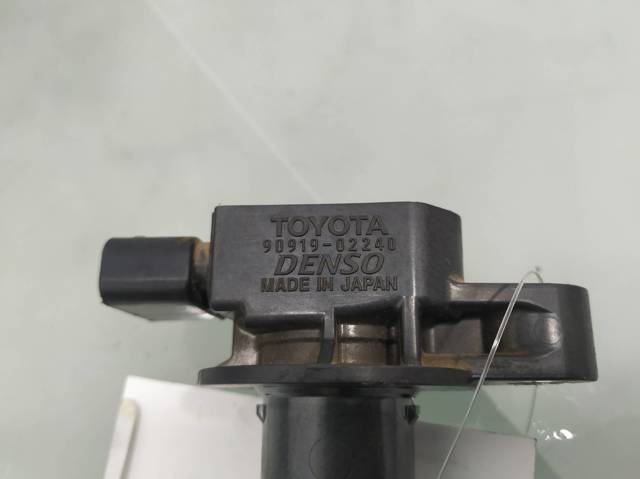 TOYOTA
90919-02240
DENSO
MADE IN JAPAN